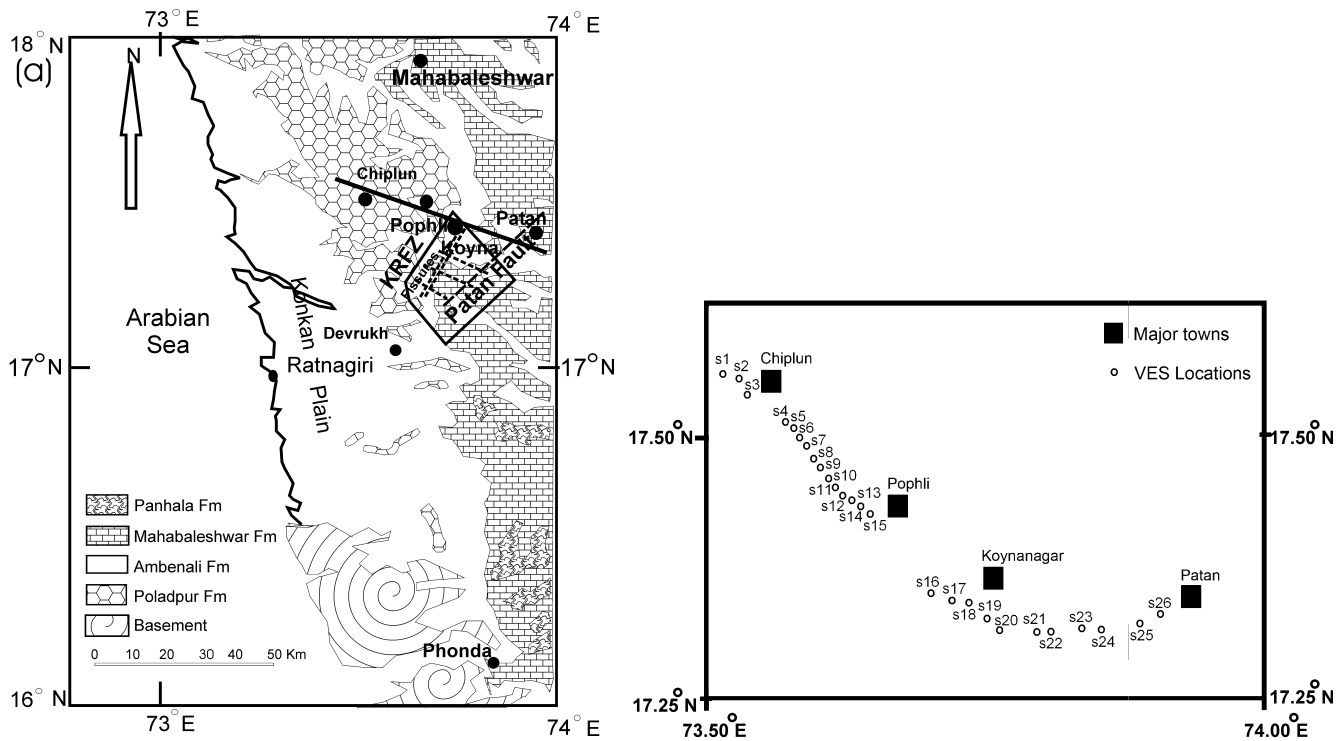 73°E
74°E
18°N
(a)
N
Mahabaleshwar
Chiplun
Pophli
Patan
Koyna
KRFZ
Fissures
Patan Fault
Arabian
Sea
Konkan Plain
Devrukh
Ratnagiri
17°N
17°N
Panhala Fm
Mahabaleshwar Fm
Ambenali Fm
Poladpur Fm
Basement
0 10 20 30 40 50 Km
Phonda
16°N
73°E
74°E
Major towns
VES Locations
s1
s2
s3
Chiplun
17.50°N
17.50°N
s4
s5
s6
s7
s8
s9
s10
s11
s12
s13
s14
s15
Pophli
Koynanagar
Patan
s16
s17
s18
s19
s20
s21
s22
s23
s24
s25
s26
17.25°N
17.25°N
73.50°E
74.00°E